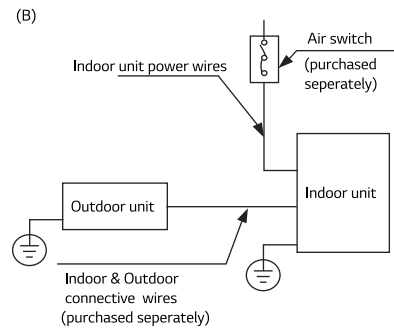 (B)
Air switch
(purchased
seperately)
Indoor unit power wires
Indoor unit
Outdoor unit
Indoor & Outdoor
connective wires
(purchased seperately)